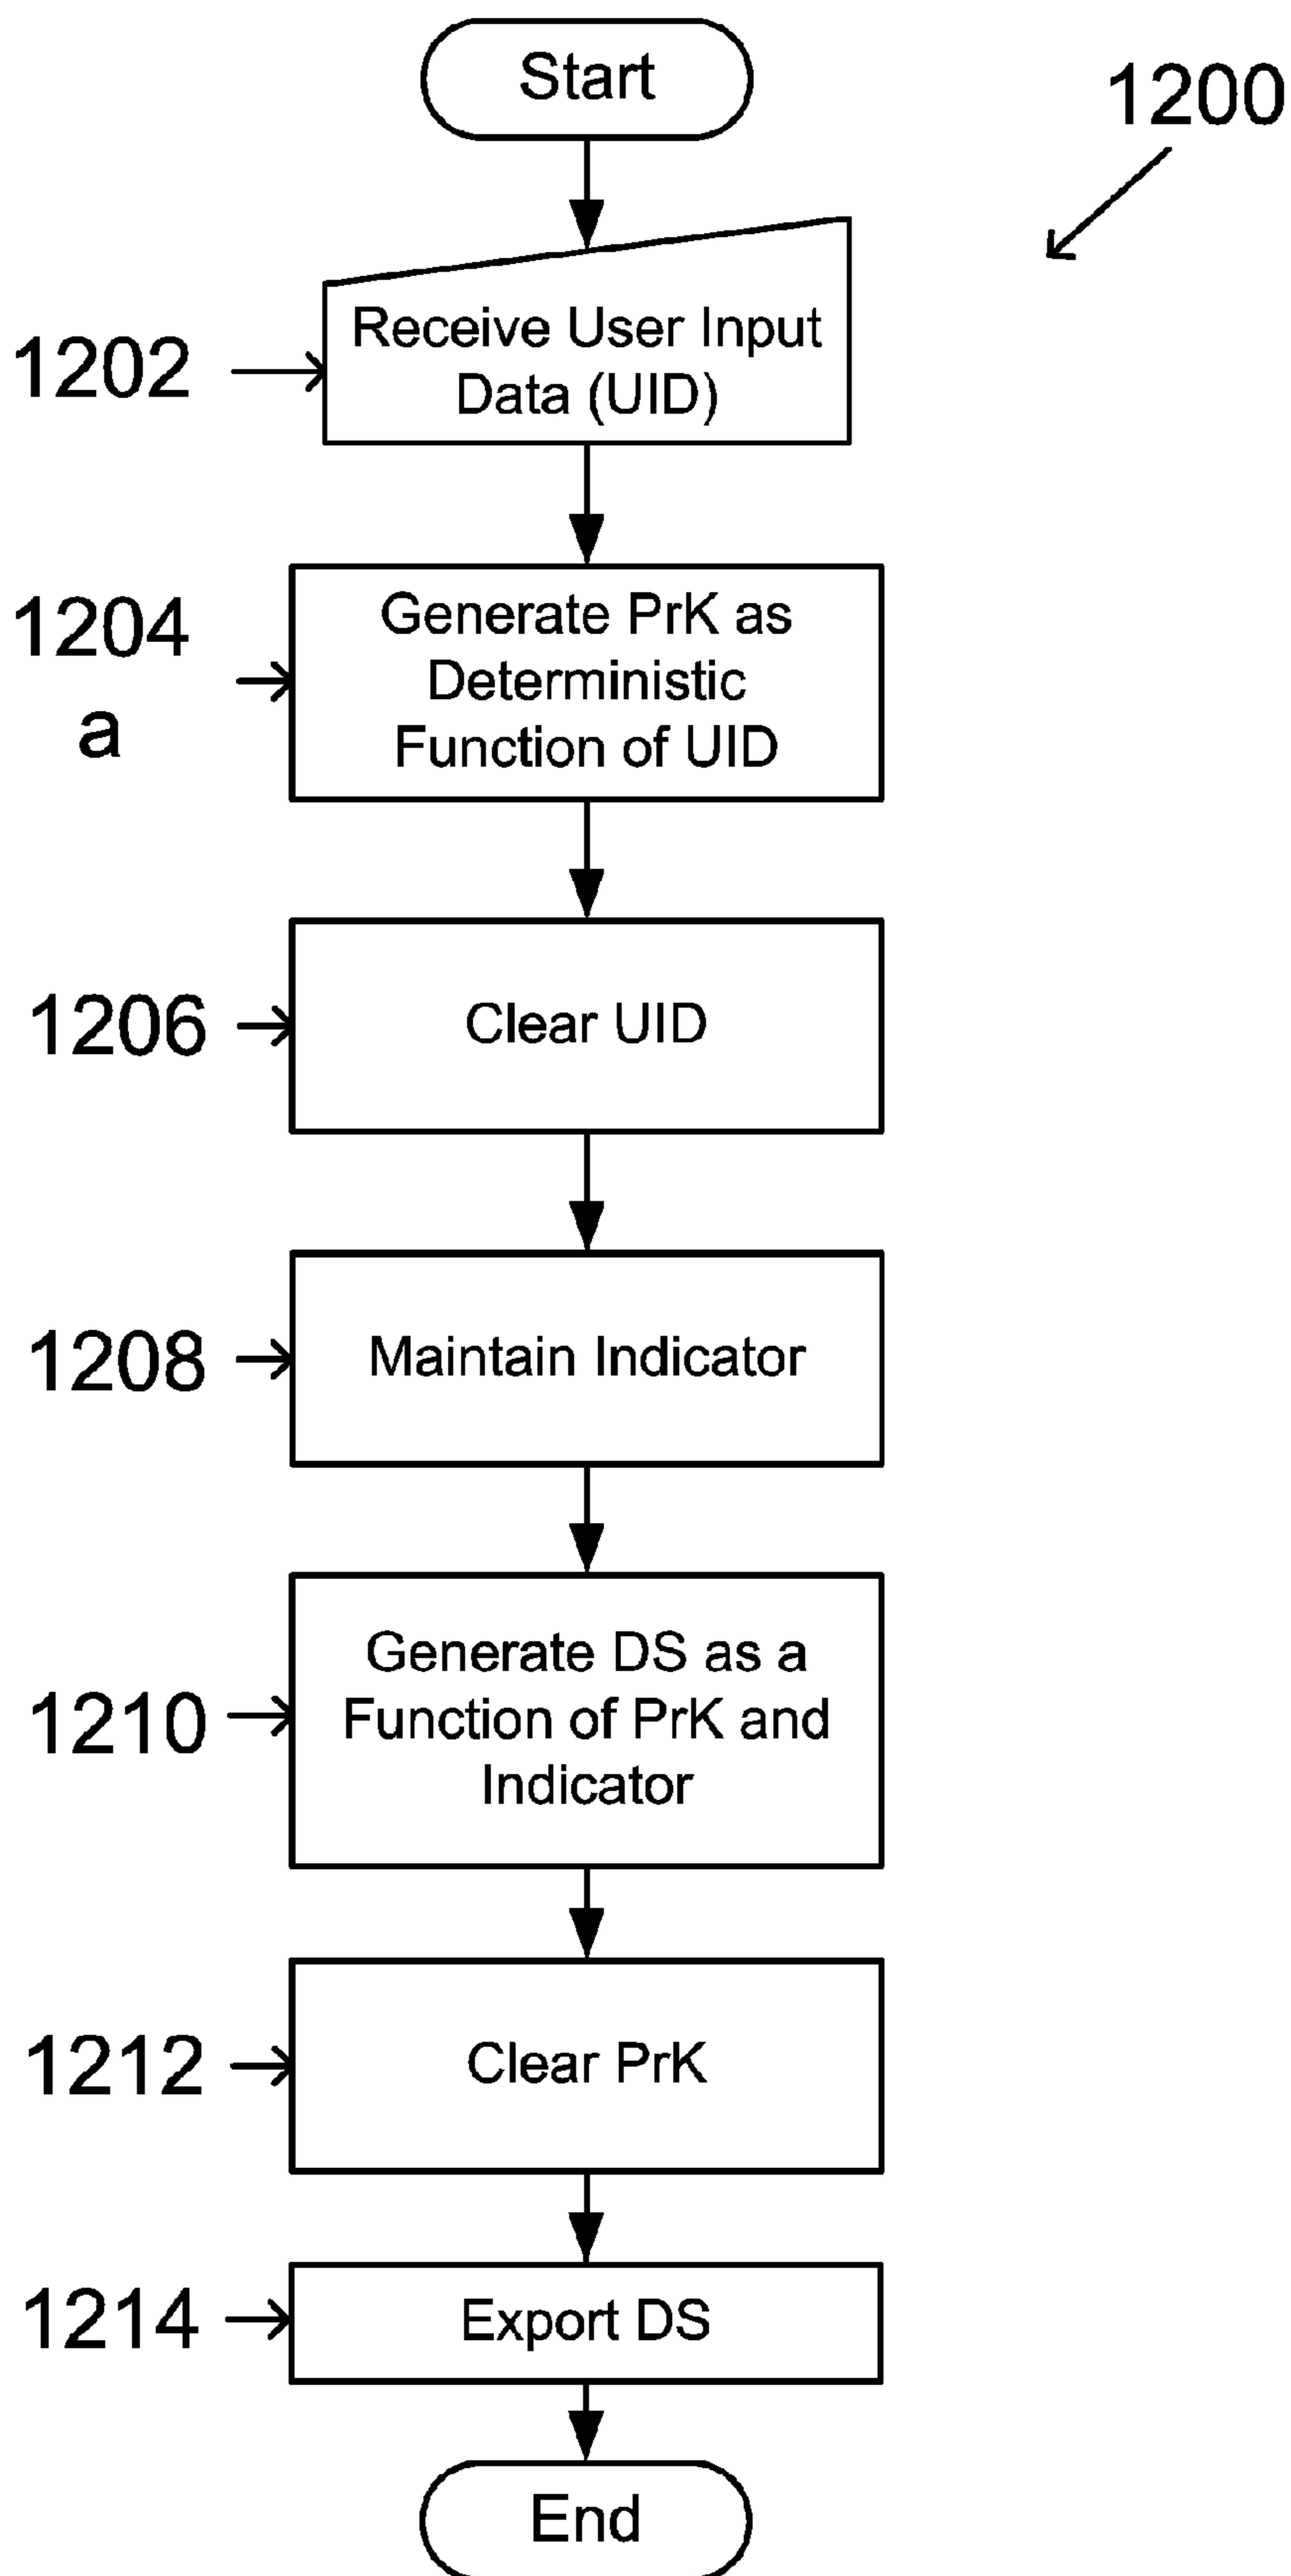 Start
1200
Receive User Input
Data (UID)
1202
1204
a
Generate PrK as
Deterministic
Function of UID
1206
Clear UID
1208
Maintain Indicator
1210
Generate DS as a
Function of PrK and
Indicator
1212
Clear PrK
1214
Export DS
End